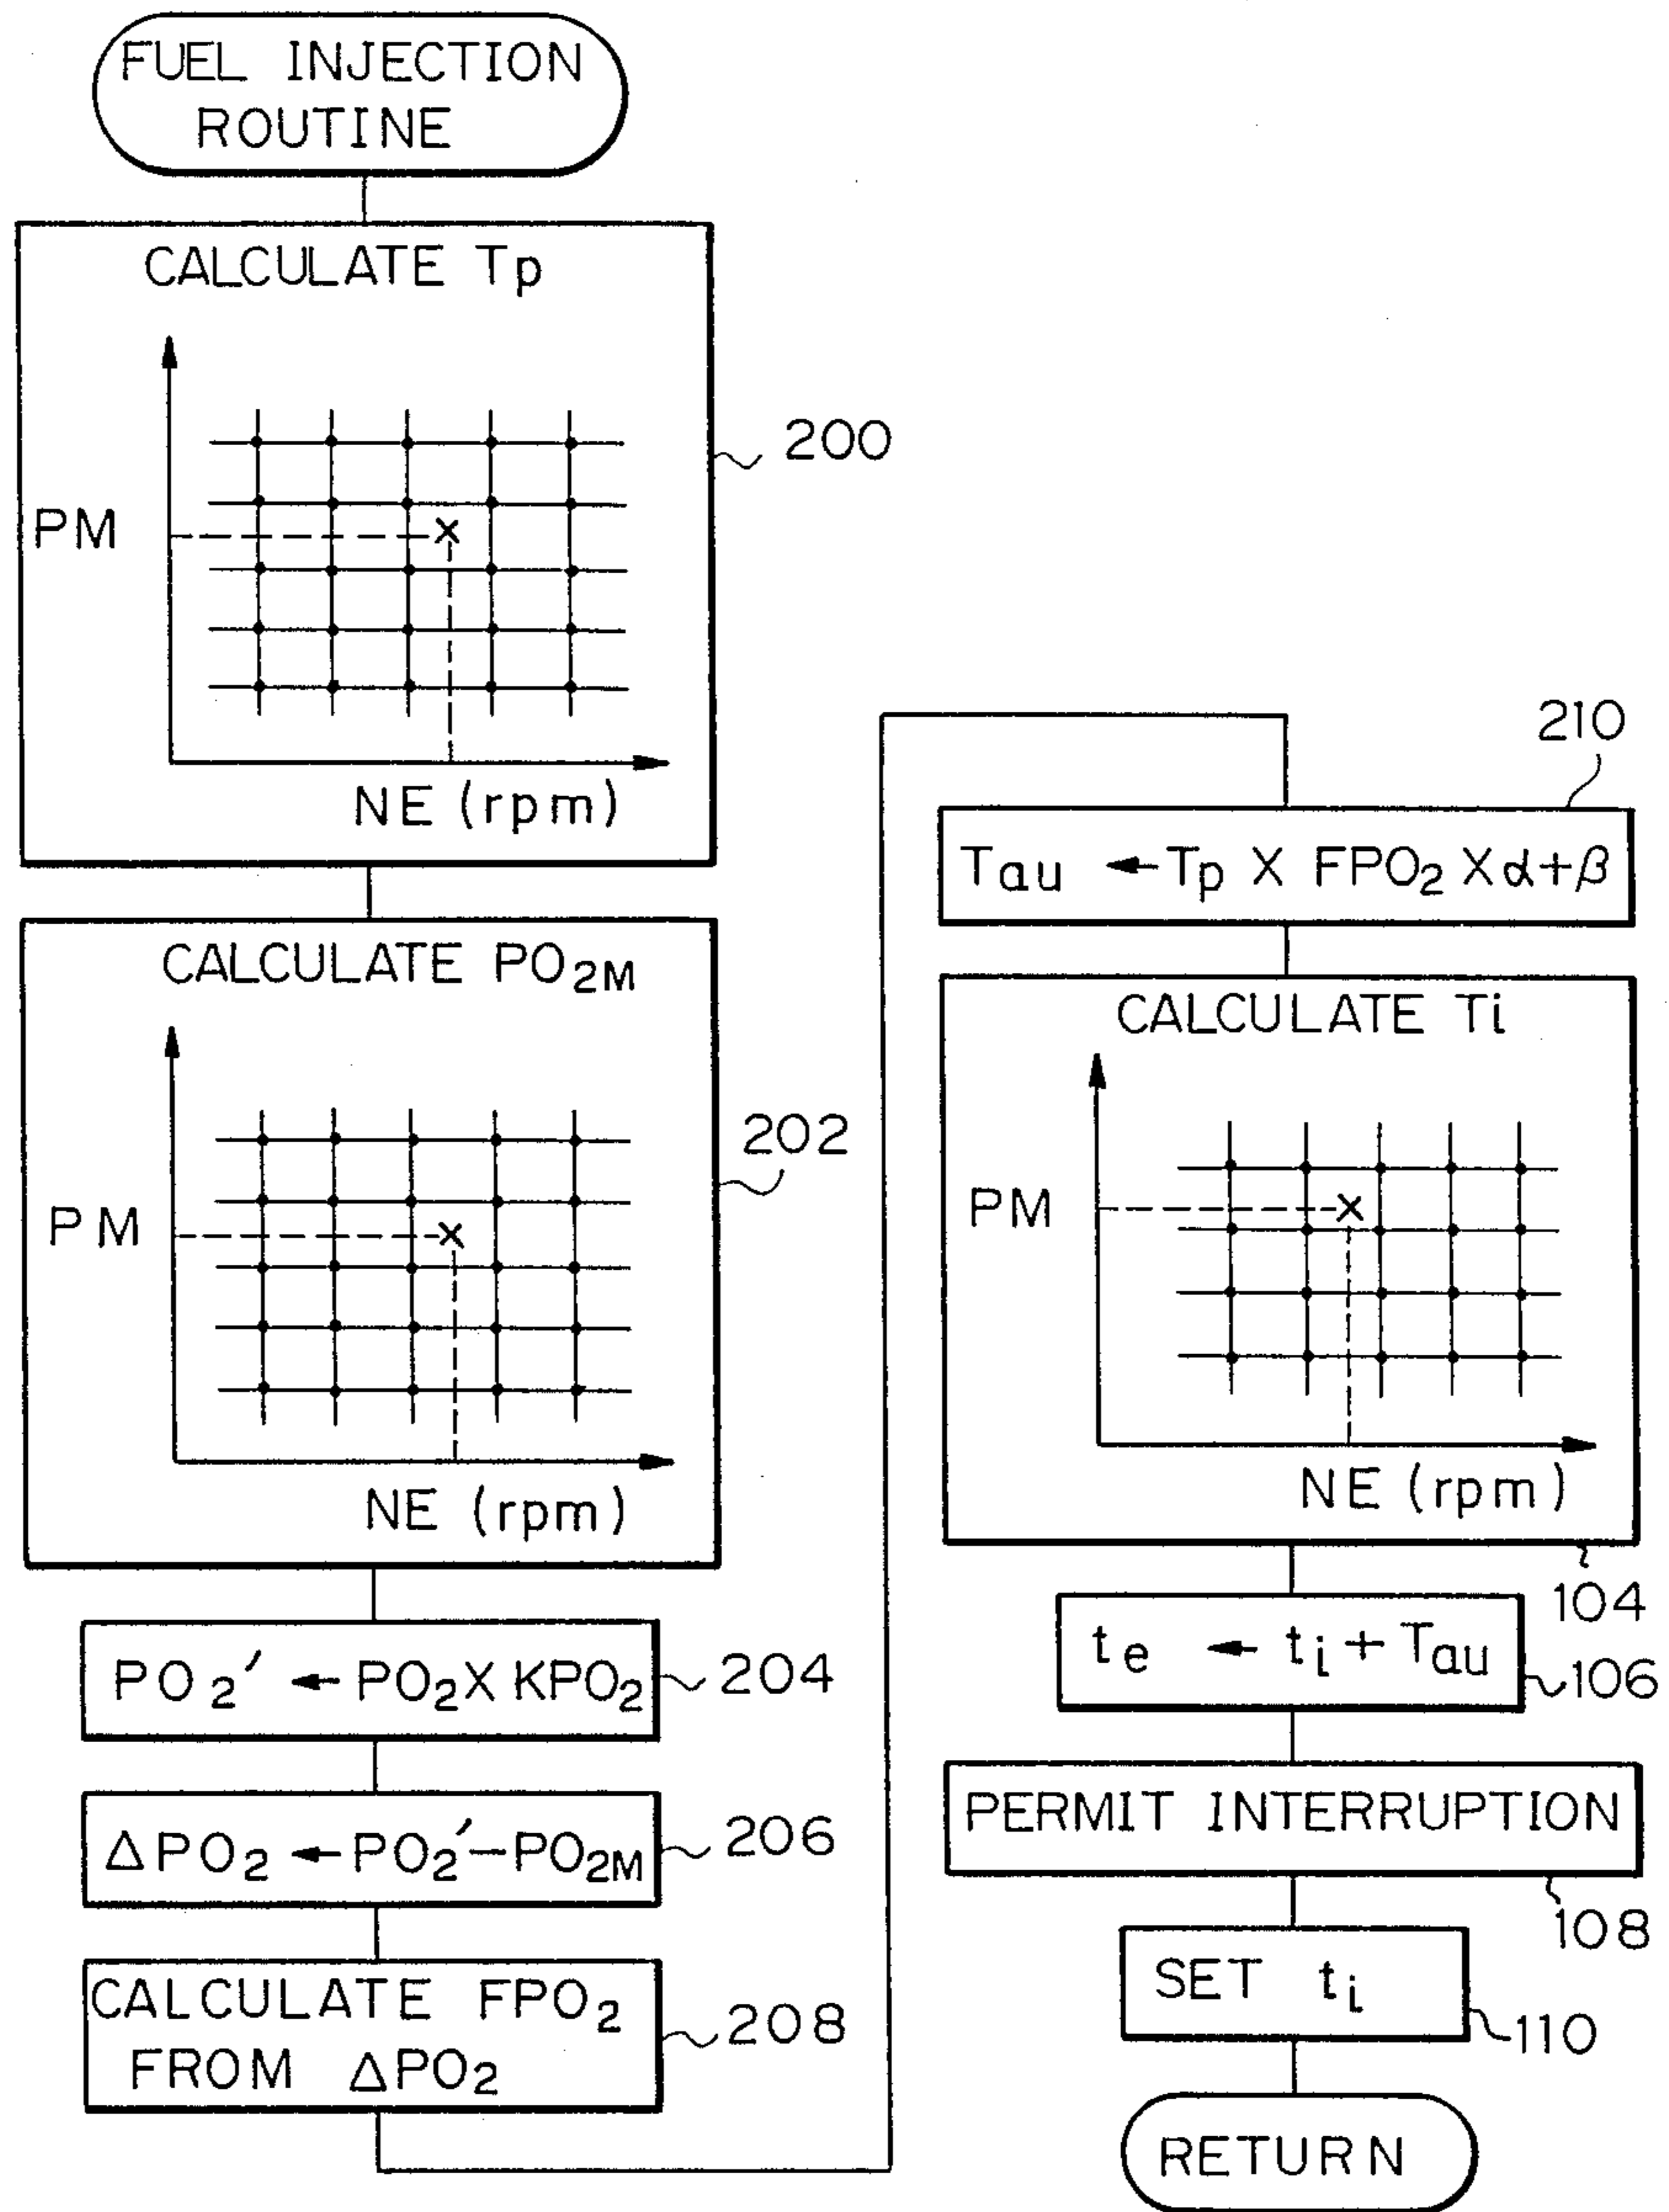 FUEL INJECTION
ROUTINE
CALCULATE Tp
PM
NE (rpm)
200
CALCULATE PO₂M
PM
NE (rpm)
202
PO₂′ ← PO₂ X KPO₂
204
ΔPO₂ ← PO₂′ – PO₂M
206
CALCULATE FPO₂
FROM ΔPO₂
208
210
Tau ← Tp X FPO₂ X α + β
CALCULATE Ti
PM
NE (rpm)
104
te ← ti + Tau
106
PERMIT INTERRUPTION
108
SET ti
110
RETURN